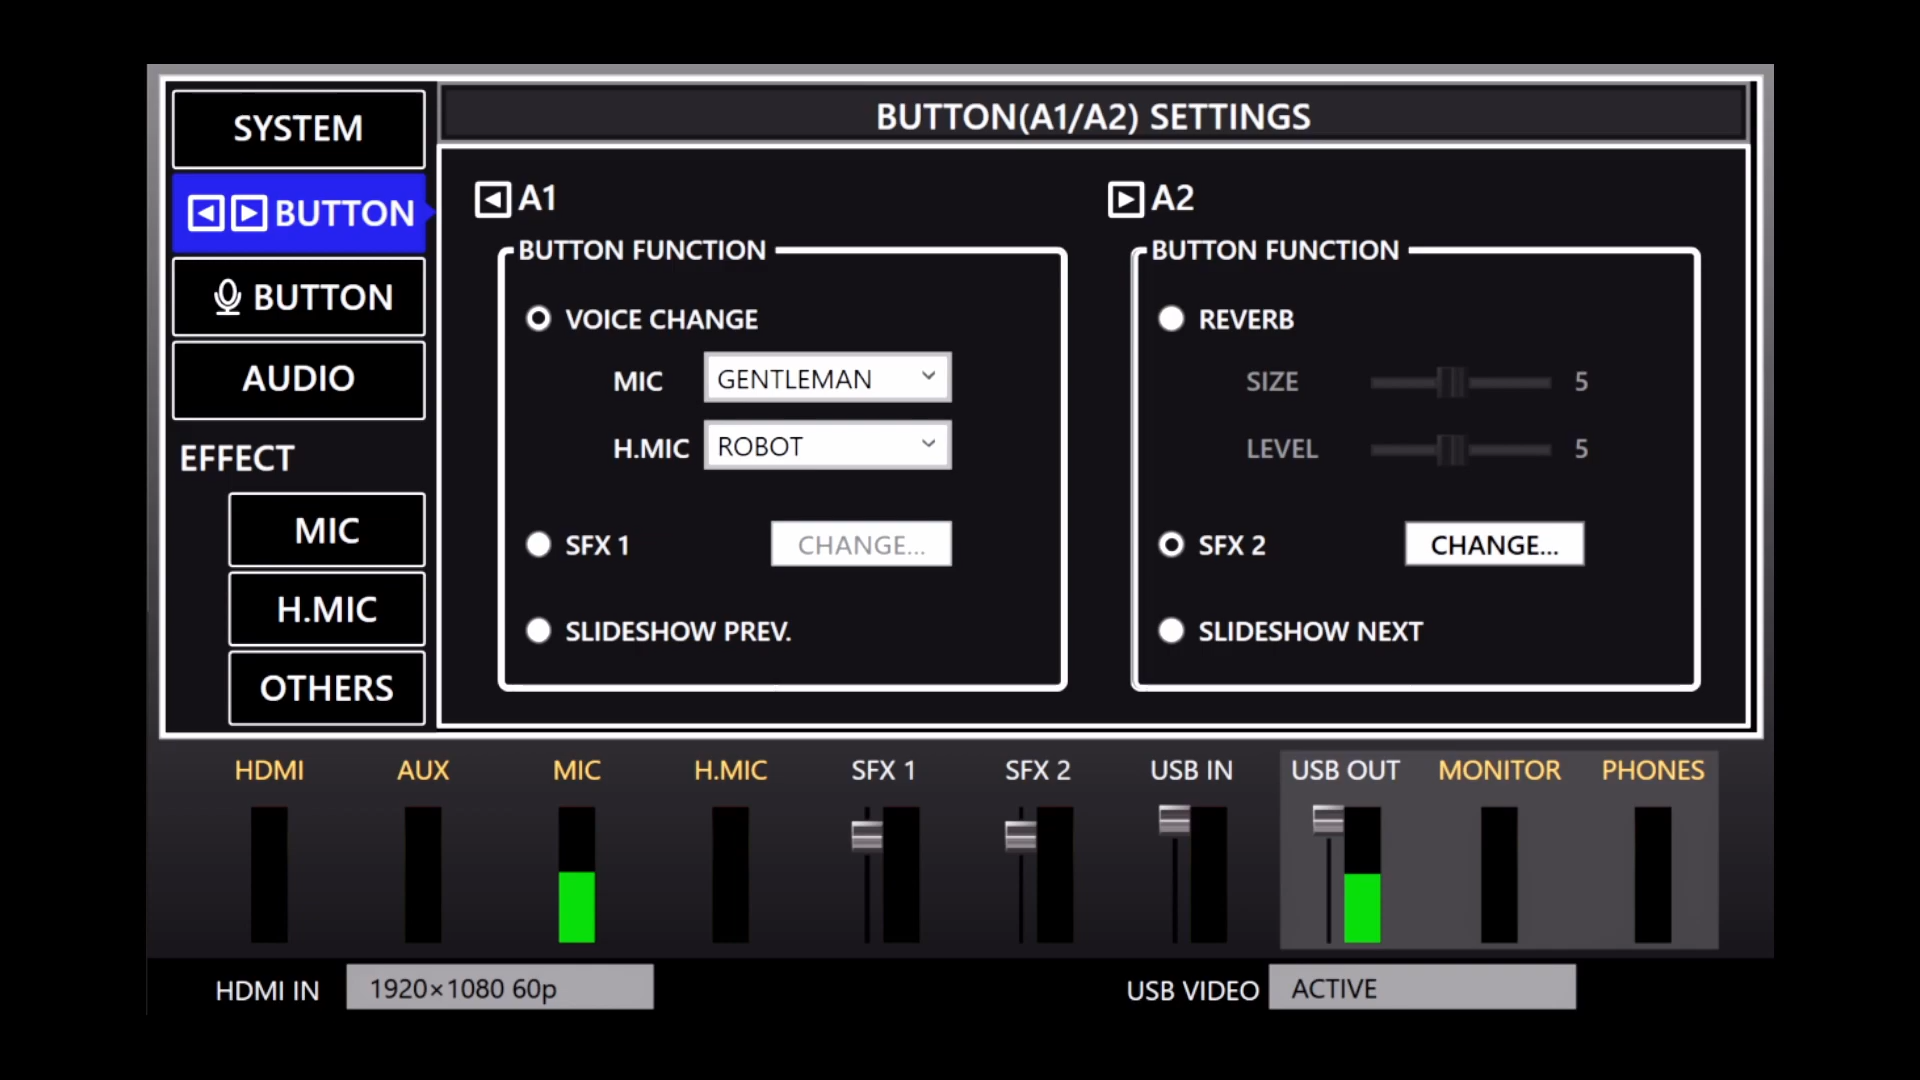 SYSTEM
BUTTON
BUTTON
AUDIO
EFFECT
MIC
H.MIC
OTHERS
BUTTON(A1/A2) SETTINGS
A1
BUTTON FUNCTION
VOICE CHANGE
MIC GENTLEMAN
H.MIC ROBOT
SFX 1 CHANGE...
SLIDESHOW PREV.
A2
BUTTON FUNCTION
REVERB
SIZE 5
LEVEL 5
SFX 2 CHANGE...
SLIDESHOW NEXT
HDMI AUX MIC H.MIC SFX 1 SFX 2 USB IN USB OUT MONITOR PHONES
HDMI IN 1920×1080 60p USB VIDEO ACTIVE